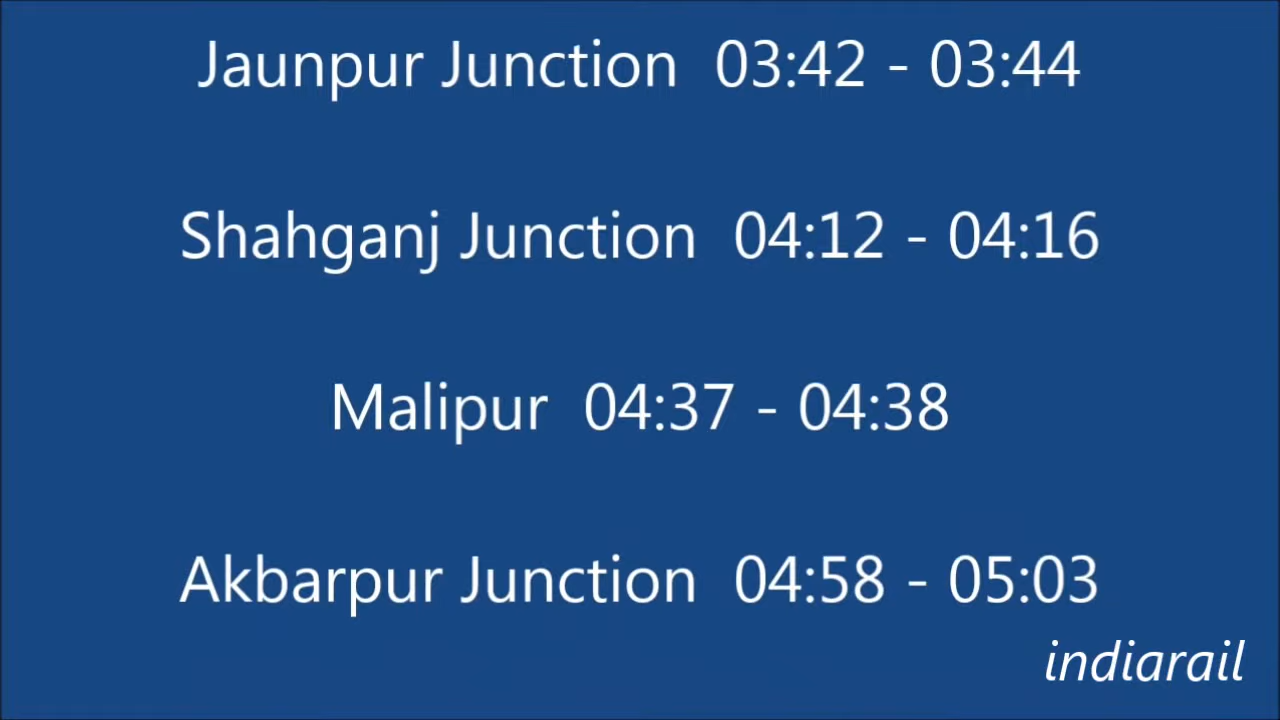 Jaunpur Junction  03:42 - 03:44
Shahganj Junction  04:12 - 04:16
Malipur  04:37 - 04:38
Akbarpur Junction  04:58 - 05:03
indiarail